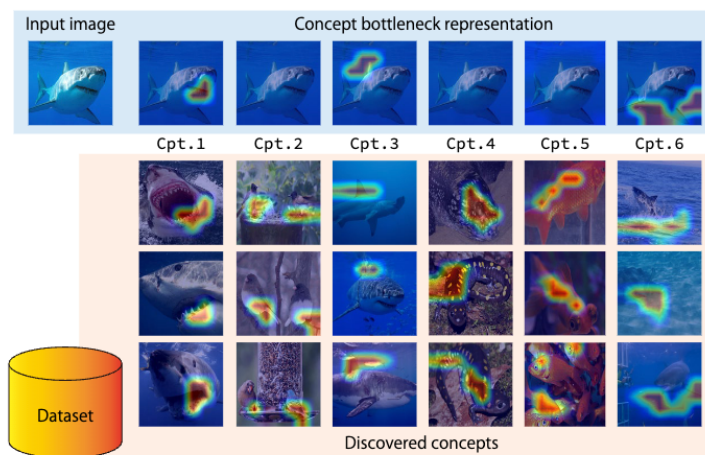 Input image
Concept bottleneck representation
Cpt.1
Cpt.2
Cpt.3
Cpt.4
Cpt.5
Cpt.6
Dataset
Discovered concepts